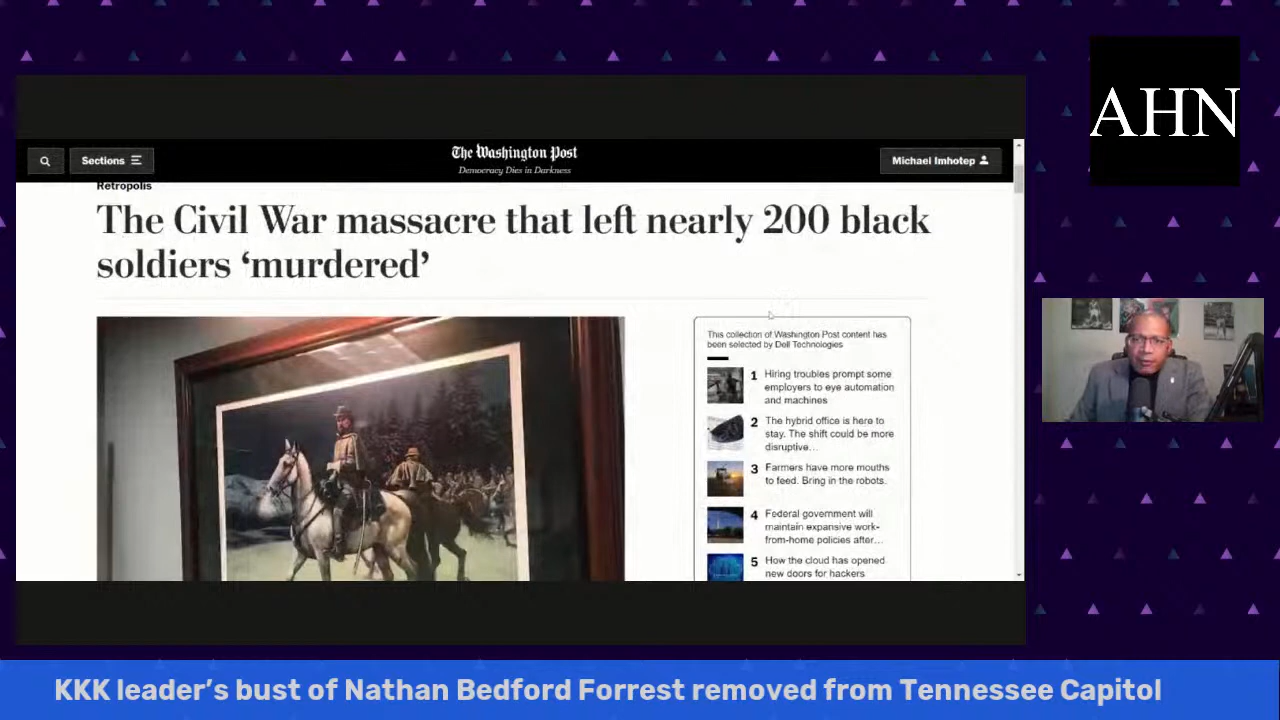 AHN
Sections
The Washington Post
Democracy Dies in Darkness
Michael Imhotep
Retropolis
The Civil War massacre that left nearly 200 black
soldiers ‘murdered’
This collection of Washington Post content has
been selected by Dell Technologies
1 Hiring troubles prompt some
employers to eye automation
and machines
2 The hybrid office is here to
stay. The shift could be more
disruptive…
3 Farmers have more mouths
to feed. Bring in the robots.
4 Federal government will
maintain expansive work-
from-home policies after…
5 How the cloud has opened
new doors for hackers
KKK leader’s bust of Nathan Bedford Forrest removed from Tennessee Capitol